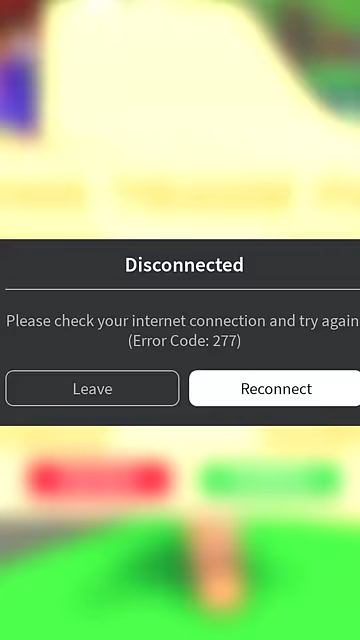 Disconnected
Please check your internet connection and try again
(Error Code: 277)
Leave
Reconnect